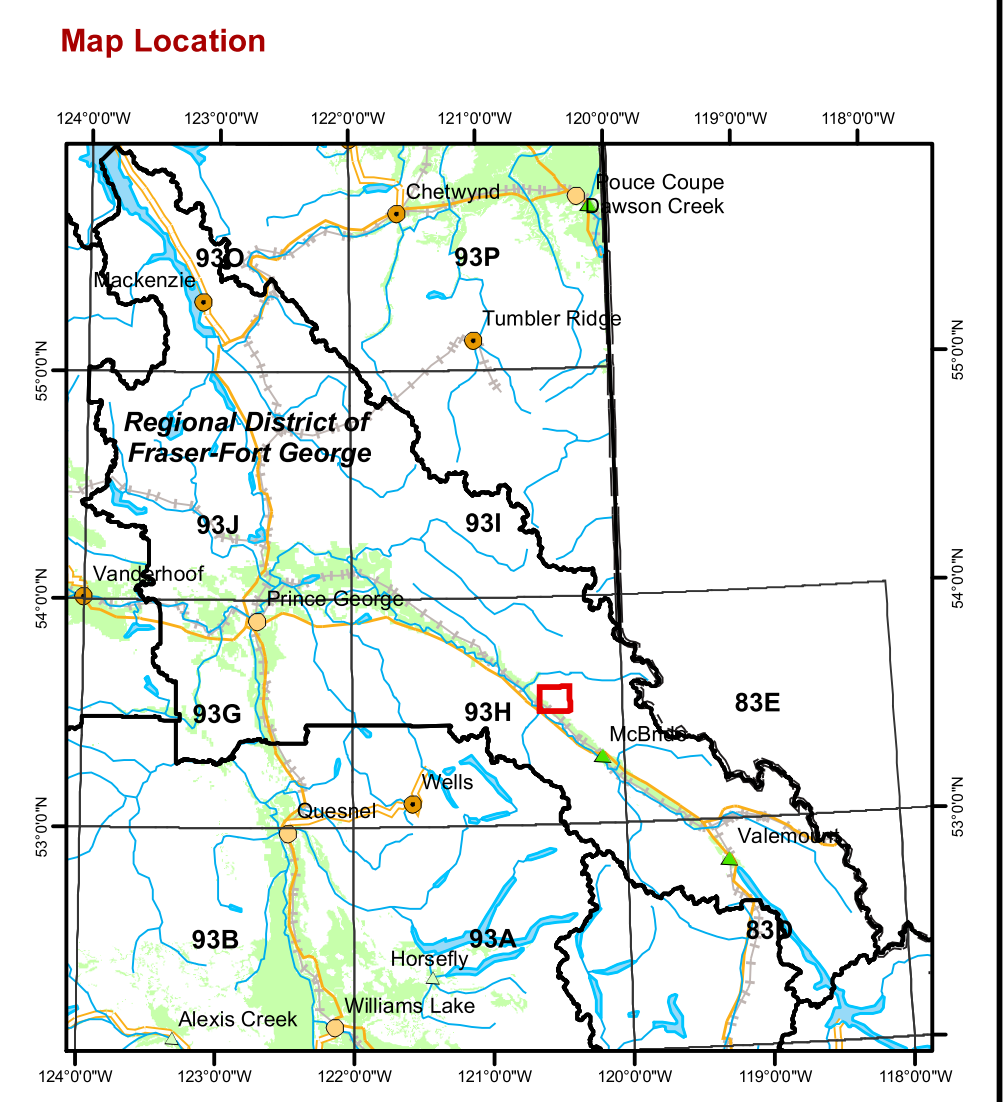 Map Location
124°0'0"W 123°0'0"W 122°0'0"W 121°0'0"W 120°0'0"W 119°0'0"W 118°0'0"W
Pouce Coupe
Chetwynd
Dawson Creek
93O
93P
Mackenzie
Tumbler Ridge
55°0'0"N
55°0'0"N
Regional District of
Fraser-Fort George
93J
93I
Vanderhoof
54°0'0"N
54°0'0"N
Prince George
83E
93G
93H
McBride
Wells
Quesnel
53°0'0"N
53°0'0"N
Valemount
83D
93B
93A
Horsefly
Williams Lake
Alexis Creek
124°0'0"W 123°0'0"W 122°0'0"W 121°0'0"W 120°0'0"W 119°0'0"W 118°0'0"W